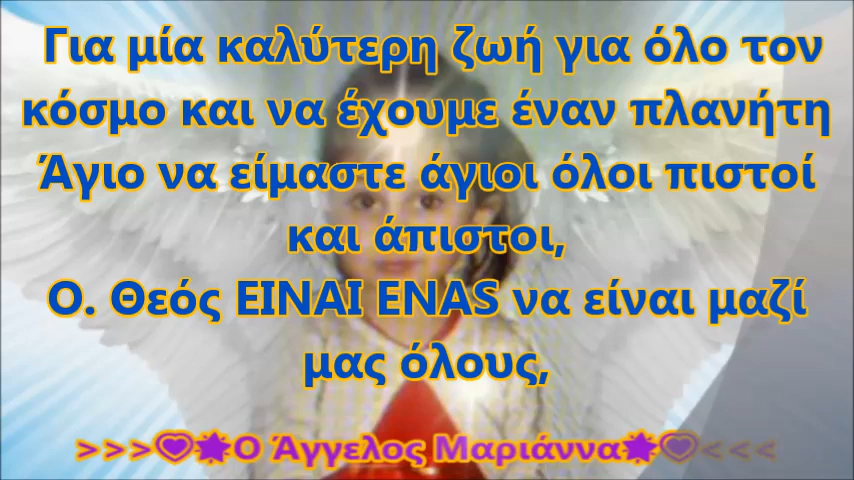 Για μία καλύτερη ζωή για όλο τον
κόσμο και να έχουμε έναν πλανήτη
Άγιο να είμαστε άγιοι όλοι πιστοί
και άπιστοι,
Ο. Θεός ΕΙΝΑΙ ENAS να είναι μαζί
μας όλους,
>>>💗🌟Ο Άγγελος Μαριάννα🌟💗<<<